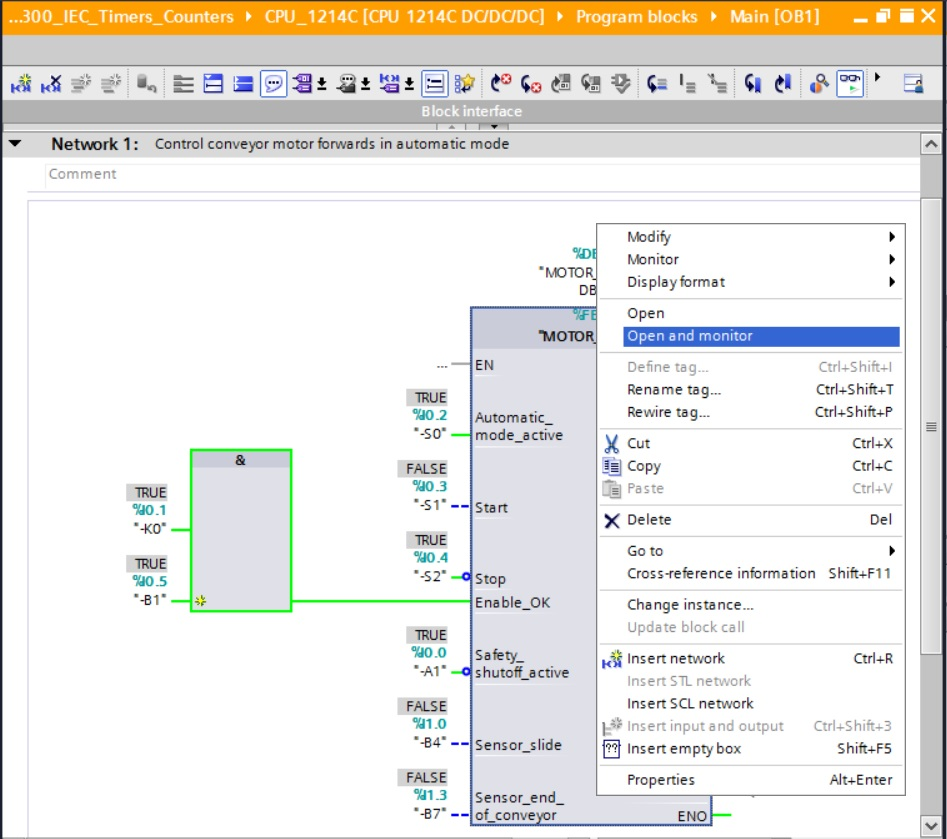 ...300_IEC_Timers_Counters ▸ CPU_1214C [CPU 1214C DC/DC/DC] ▸ Program blocks ▸ Main [OB1]
Block interface
Network 1: Control conveyor motor forwards in automatic mode
Comment
"MOTOR_
DB
"MOTOR_
... EN
TRUE
%I0.2
"-S0"
Automatic_
mode_active
FALSE
%I0.3
"-S1"
Start
TRUE
%I0.4
"-S2"
Stop
&
TRUE
%I0.1
"-K0"
TRUE
%I0.5
"-B1"
Enable_OK
TRUE
%I0.0
"-A1"
Safety_
shutoff_active
FALSE
%I1.0
"-B4"
Sensor_slide
FALSE
%I1.3
"-B7"
Sensor_end_
of_conveyor
ENO
Modify
Monitor
Display format
Open
Open and monitor
Define tag... Ctrl+Shift+I
Rename tag... Ctrl+Shift+T
Rewire tag... Ctrl+Shift+P
Cut Ctrl+X
Copy Ctrl+C
Paste Ctrl+V
Delete Del
Go to
Cross-reference information Shift+F11
Change instance...
Update block call
Insert network Ctrl+R
Insert STL network
Insert SCL network
Insert input and output Ctrl+Shift+3
Insert empty box Shift+F5
Properties Alt+Enter